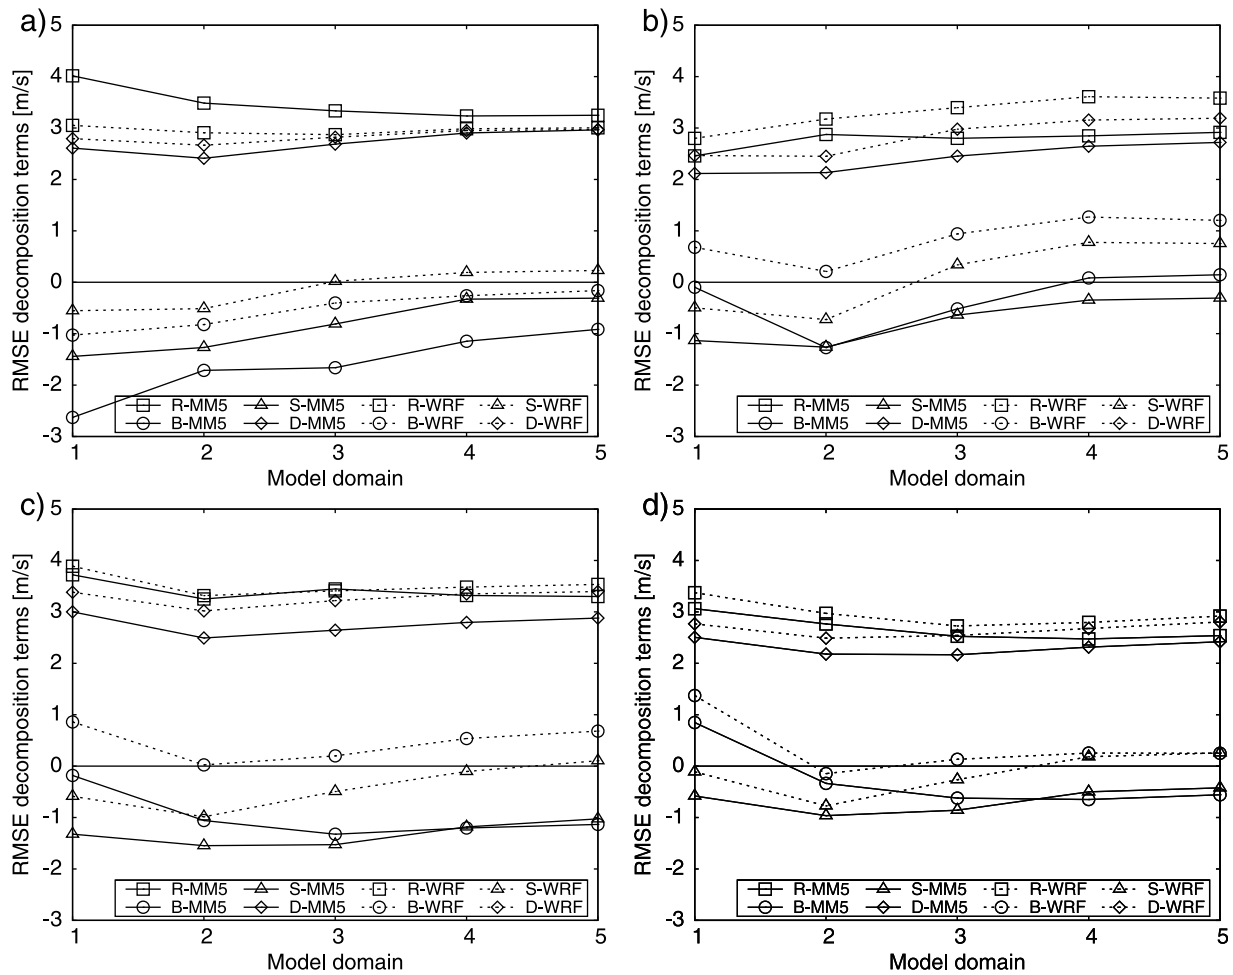 a)
RMSE decomposition terms [m/s]
5
4
3
2
1
0
-1
-2
-3
R-MM5 S-MM5 R-WRF S-WRF
B-MM5 D-MM5 B-WRF D-WRF
1 2 3 4 5
Model domain
b)
RMSE decomposition terms [m/s]
5
4
3
2
1
0
-1
-2
-3
R-MM5 S-MM5 R-WRF S-WRF
B-MM5 D-MM5 B-WRF D-WRF
1 2 3 4 5
Model domain
c)
RMSE decomposition terms [m/s]
5
4
3
2
1
0
-1
-2
-3
R-MM5 S-MM5 R-WRF S-WRF
B-MM5 D-MM5 B-WRF D-WRF
1 2 3 4 5
Model domain
d)
RMSE decomposition terms [m/s]
5
4
3
2
1
0
-1
-2
-3
R-MM5 S-MM5 R-WRF S-WRF
B-MM5 D-MM5 B-WRF D-WRF
1 2 3 4 5
Model domain